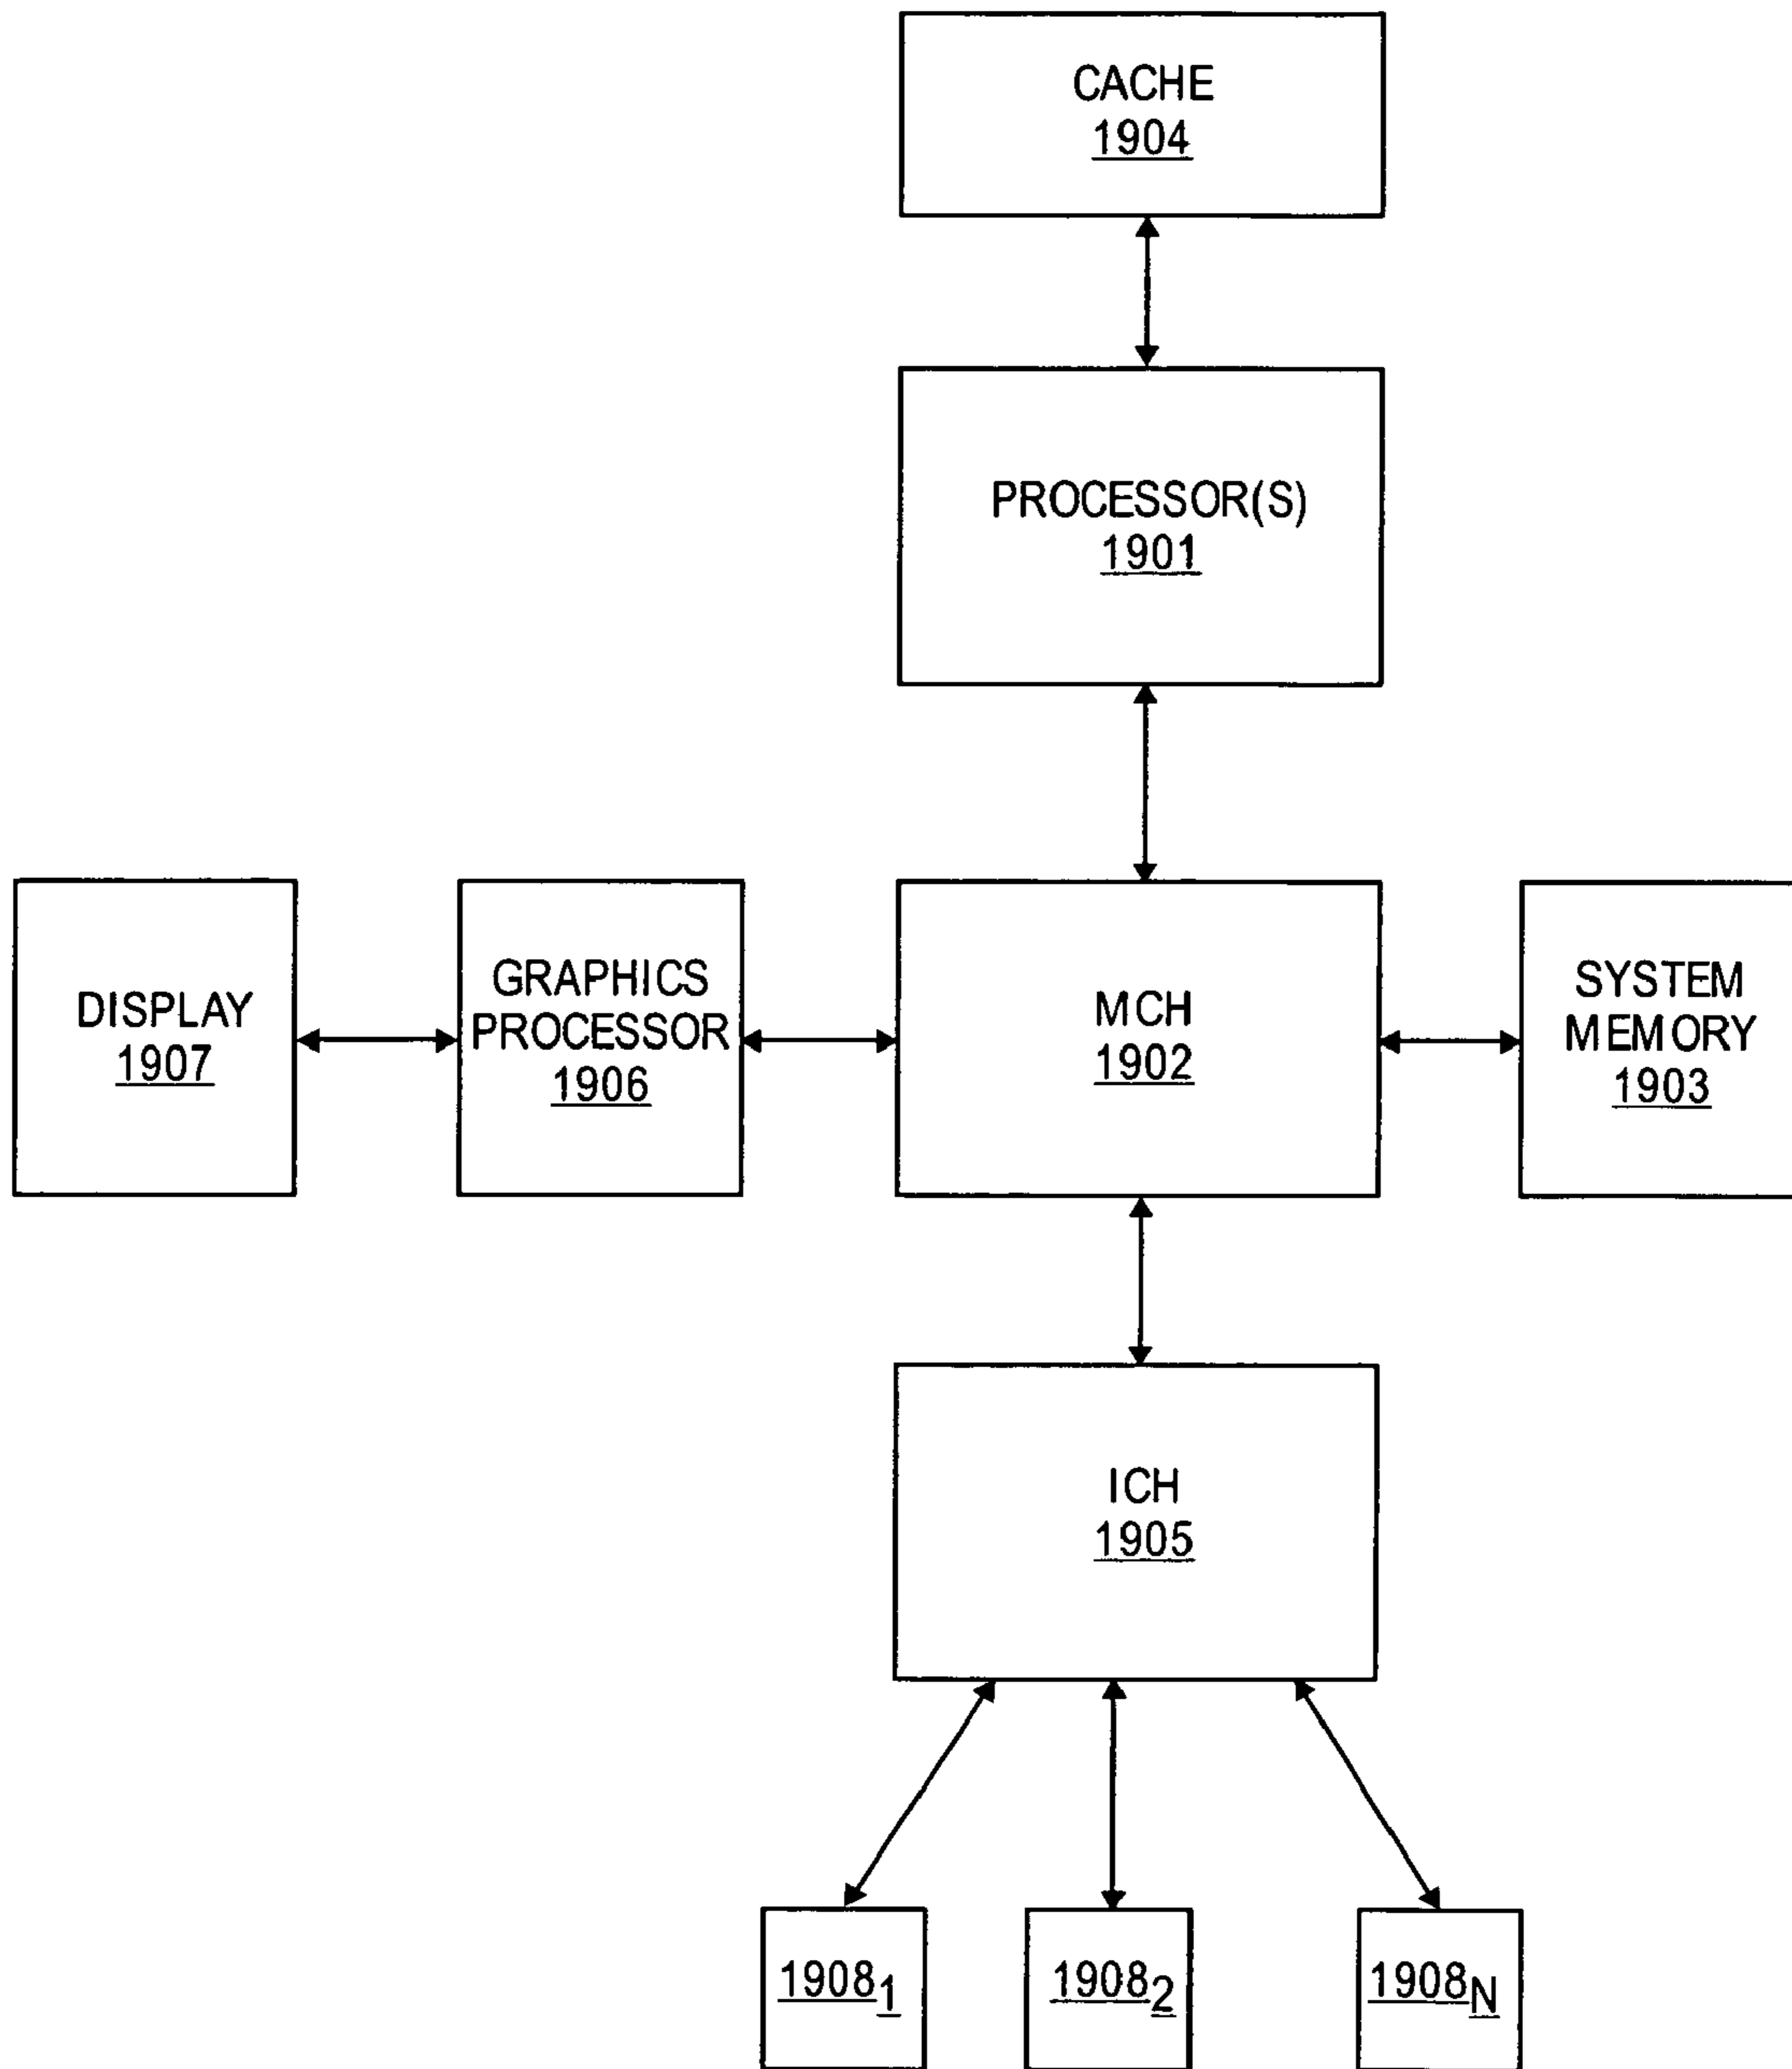 CACHE
1904
PROCESSOR(S)
1901
DISPLAY
1907
GRAPHICS
PROCESSOR
1906
MCH
1902
SYSTEM
MEMORY
1903
ICH
1905
1908₁
1908₂
1908N